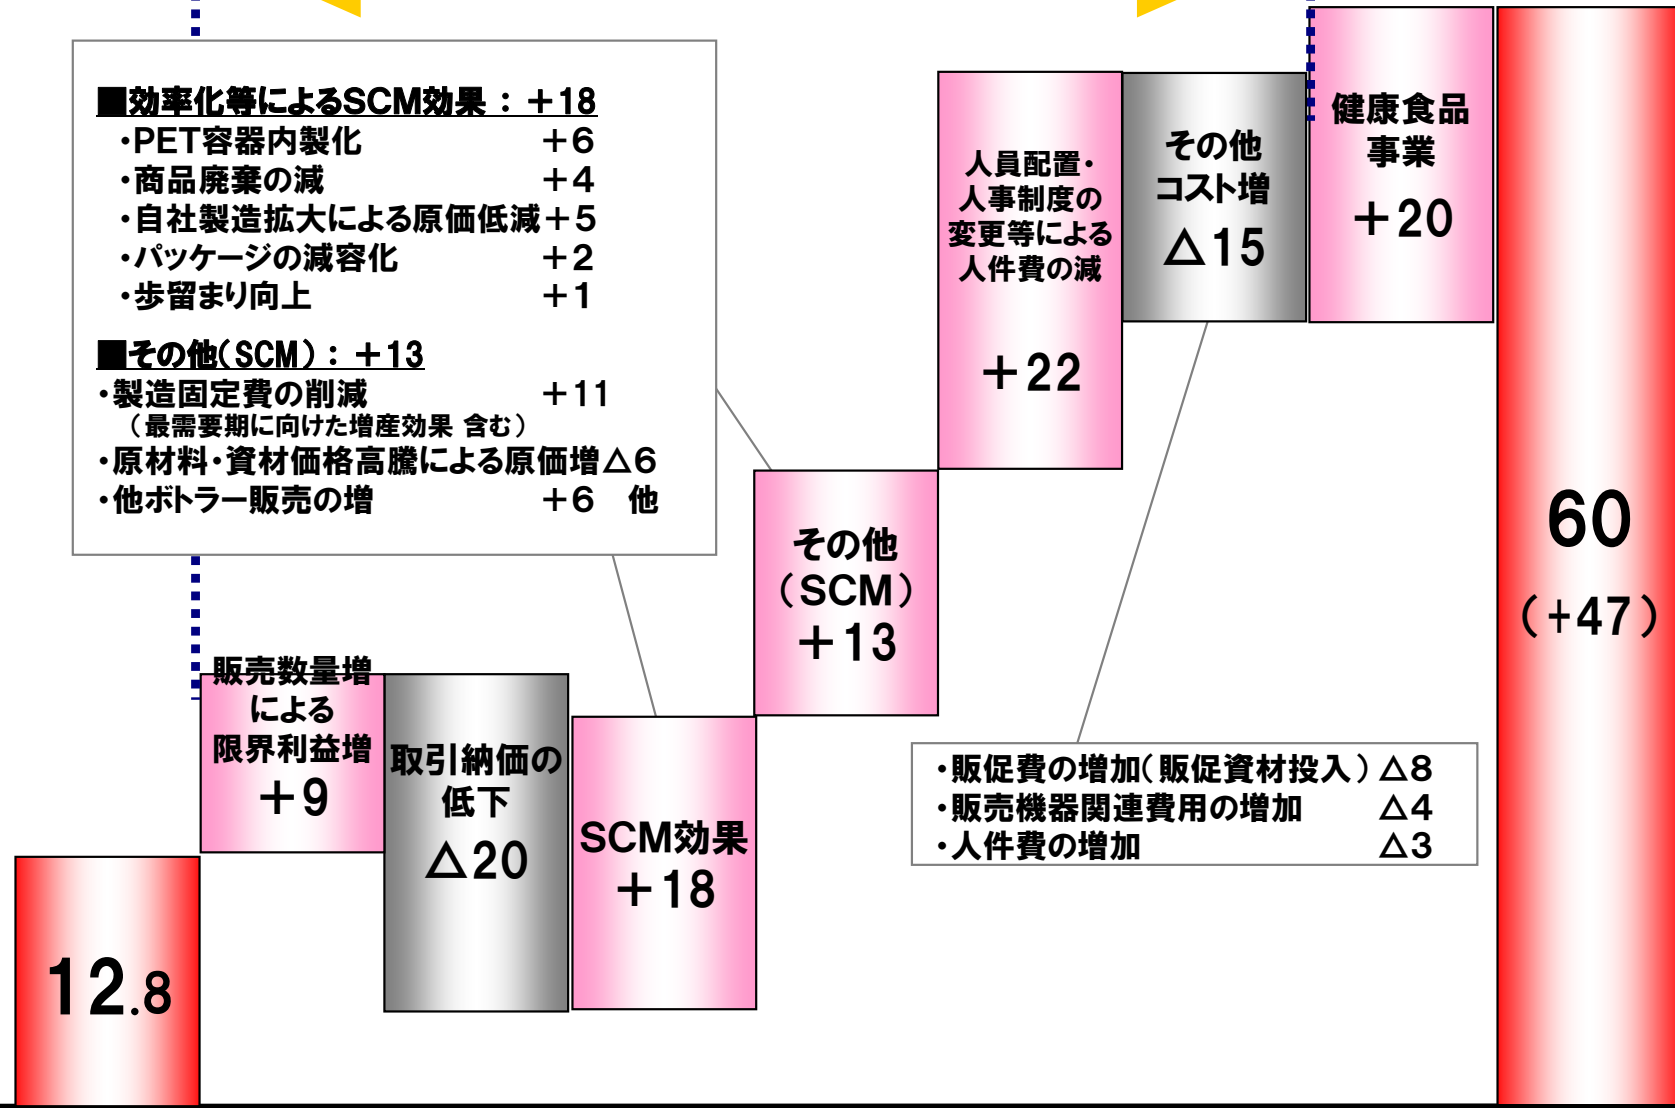 ■効率化等によるSCM効果：＋18
・PET容器内製化 ＋6
・商品廃棄の減 ＋4
・自社製造拡大による原価低減＋5
・パッケージの減容化 ＋2
・歩留まり向上 ＋1
■その他(SCM)：＋13
・製造固定費の削減 ＋11
（最需要期に向けた増産効果 含む）
・原材料・資材価格高騰による原価増△6
・他ボトラー販売の増 ＋6 他
12.8
販売数量増
による
限界利益増
＋9
取引納価の
低下
△20
SCM効果
＋18
その他
（SCM）
＋13
人員配置・
人事制度の
変更等による
人件費の減
＋22
その他
コスト増
△15
健康食品
事業
＋20
60
（+47）
・販促費の増加(販促資材投入)△8
・販売機器関連費用の増加 △4
・人件費の増加 △3